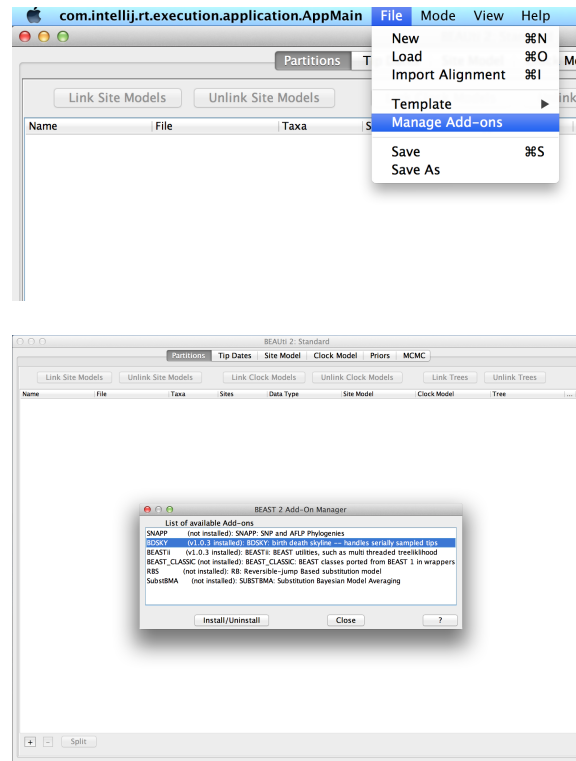 com.intellij.rt.execution.application.AppMain File Mode View Help
New ⌘N
Load ⌘O
Import Alignment ⌘I
Template ▶
Manage Add-ons
Save ⌘S
Save As
Partitions
Link Site Models Unlink Site Models
Name File Taxa
BEAUti 2: Standard
Partitions Tip Dates Site Model Clock Model Priors MCMC
Link Site Models Unlink Site Models Link Clock Models Unlink Clock Models Link Trees Unlink Trees
Name File Taxa Sites Data Type Site Model Clock Model Tree ...
BEAST 2 Add-On Manager
List of available Add-ons
SNAPP (not installed): SNAPP: SNP and AFLP Phylogenies
BDSKY (v1.0.3 installed): BDSKY: birth death skyline -- handles serially sampled tips
BEASTii (v1.0.3 installed): BEASTii: BEAST utilities, such as multi threaded treeliklihood
BEAST_CLASSIC (not installed): BEAST_CLASSIC: BEAST classes ported from BEAST 1 in wrappers
RBS (not installed): RB: Reversible-jump Based substitution model
SubstBMA (not installed): SUBSTBMA: Substitution Bayesian Model Averaging
Install/Uninstall Close ?
+ - Split